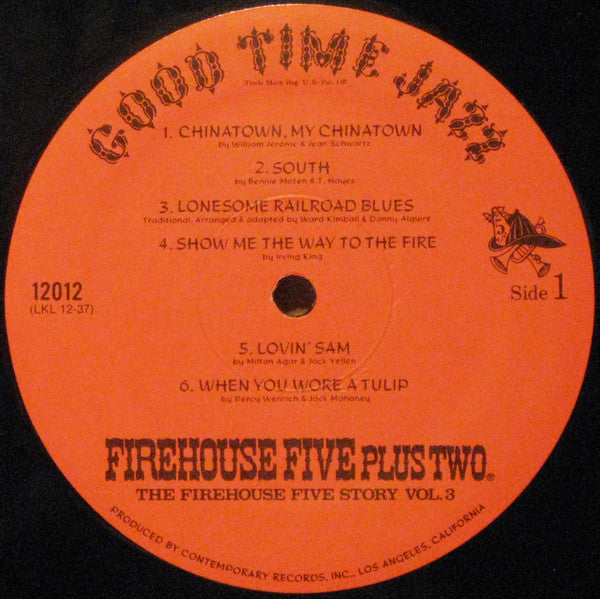 GOOD TIME JAZZ
Trade Mark Reg. U.S. Pat. Off.
1. CHINATOWN, MY CHINATOWN
by William Jerome & Jean Schwartz
2. SOUTH
by Bennie Moten & T. Hayes
3. LONESOME RAILROAD BLUES
Traditional, Arranged & adapted by Ward Kimball & Danny Alguire
4. SHOW ME THE WAY TO THE FIRE
by Irving King
12012
(LKL 12-37)
Side 1
5. LOVIN' SAM
by Milton Agar & Jack Yellen
6. WHEN YOU WORE A TULIP
by Percy Wenrich & Jack Mahoney
FIREHOUSE FIVE PLUS TWO®
THE FIREHOUSE FIVE STORY VOL. 3
PRODUCED BY CONTEMPORARY RECORDS, INC., LOS ANGELES, CALIFORNIA